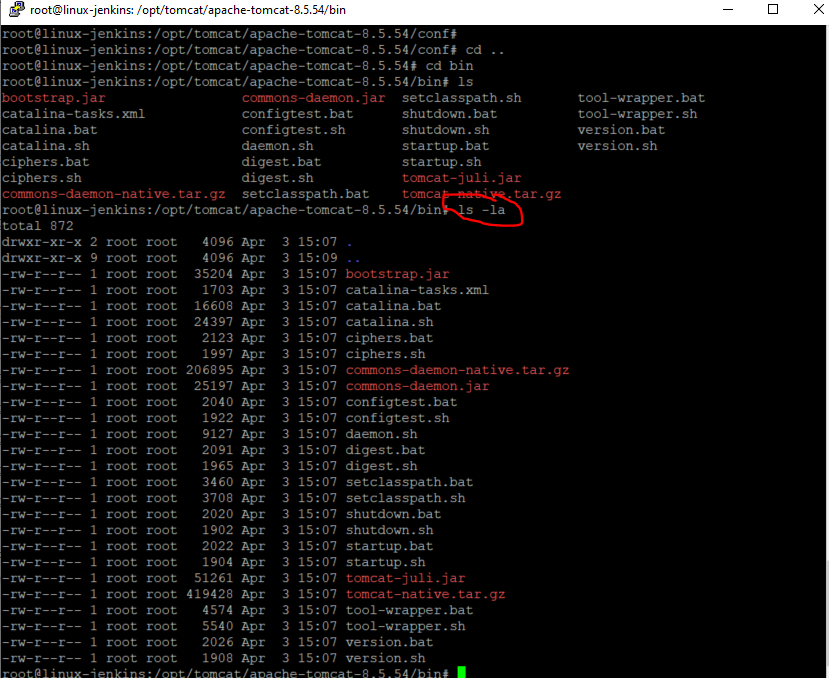 root@linux-jenkins: /opt/tomcat/apache-tomcat-8.5.54/bin
root@linux-jenkins:/opt/tomcat/apache-tomcat-8.5.54/conf#
root@linux-jenkins:/opt/tomcat/apache-tomcat-8.5.54/conf# cd ..
root@linux-jenkins:/opt/tomcat/apache-tomcat-8.5.54# cd bin
root@linux-jenkins:/opt/tomcat/apache-tomcat-8.5.54/bin# ls
bootstrap.jar commons-daemon.jar setclasspath.sh tool-wrapper.bat
catalina-tasks.xml configtest.bat shutdown.bat tool-wrapper.sh
catalina.bat configtest.sh shutdown.sh version.bat
catalina.sh daemon.sh startup.bat version.sh
ciphers.bat digest.bat startup.sh
ciphers.sh digest.sh tomcat-juli.jar
commons-daemon-native.tar.gz setclasspath.bat tomcat-native.tar.gz
root@linux-jenkins:/opt/tomcat/apache-tomcat-8.5.54/bin# ls -la
total 872
drwxr-xr-x 2 root root 4096 Apr 3 15:07 .
drwxr-xr-x 9 root root 4096 Apr 3 15:09 ..
-rw-r--r-- 1 root root 35204 Apr 3 15:07 bootstrap.jar
-rw-r--r-- 1 root root 1703 Apr 3 15:07 catalina-tasks.xml
-rw-r--r-- 1 root root 16608 Apr 3 15:07 catalina.bat
-rw-r--r-- 1 root root 24397 Apr 3 15:07 catalina.sh
-rw-r--r-- 1 root root 2123 Apr 3 15:07 ciphers.bat
-rw-r--r-- 1 root root 1997 Apr 3 15:07 ciphers.sh
-rw-r--r-- 1 root root 206895 Apr 3 15:07 commons-daemon-native.tar.gz
-rw-r--r-- 1 root root 25197 Apr 3 15:07 commons-daemon.jar
-rw-r--r-- 1 root root 2040 Apr 3 15:07 configtest.bat
-rw-r--r-- 1 root root 1922 Apr 3 15:07 configtest.sh
-rw-r--r-- 1 root root 9127 Apr 3 15:07 daemon.sh
-rw-r--r-- 1 root root 2091 Apr 3 15:07 digest.bat
-rw-r--r-- 1 root root 1965 Apr 3 15:07 digest.sh
-rw-r--r-- 1 root root 3460 Apr 3 15:07 setclasspath.bat
-rw-r--r-- 1 root root 3708 Apr 3 15:07 setclasspath.sh
-rw-r--r-- 1 root root 2020 Apr 3 15:07 shutdown.bat
-rw-r--r-- 1 root root 1902 Apr 3 15:07 shutdown.sh
-rw-r--r-- 1 root root 2022 Apr 3 15:07 startup.bat
-rw-r--r-- 1 root root 1904 Apr 3 15:07 startup.sh
-rw-r--r-- 1 root root 51261 Apr 3 15:07 tomcat-juli.jar
-rw-r--r-- 1 root root 419428 Apr 3 15:07 tomcat-native.tar.gz
-rw-r--r-- 1 root root 4574 Apr 3 15:07 tool-wrapper.bat
-rw-r--r-- 1 root root 5540 Apr 3 15:07 tool-wrapper.sh
-rw-r--r-- 1 root root 2026 Apr 3 15:07 version.bat
-rw-r--r-- 1 root root 1908 Apr 3 15:07 version.sh
root@linux-jenkins:/opt/tomcat/apache-tomcat-8.5.54/bin#